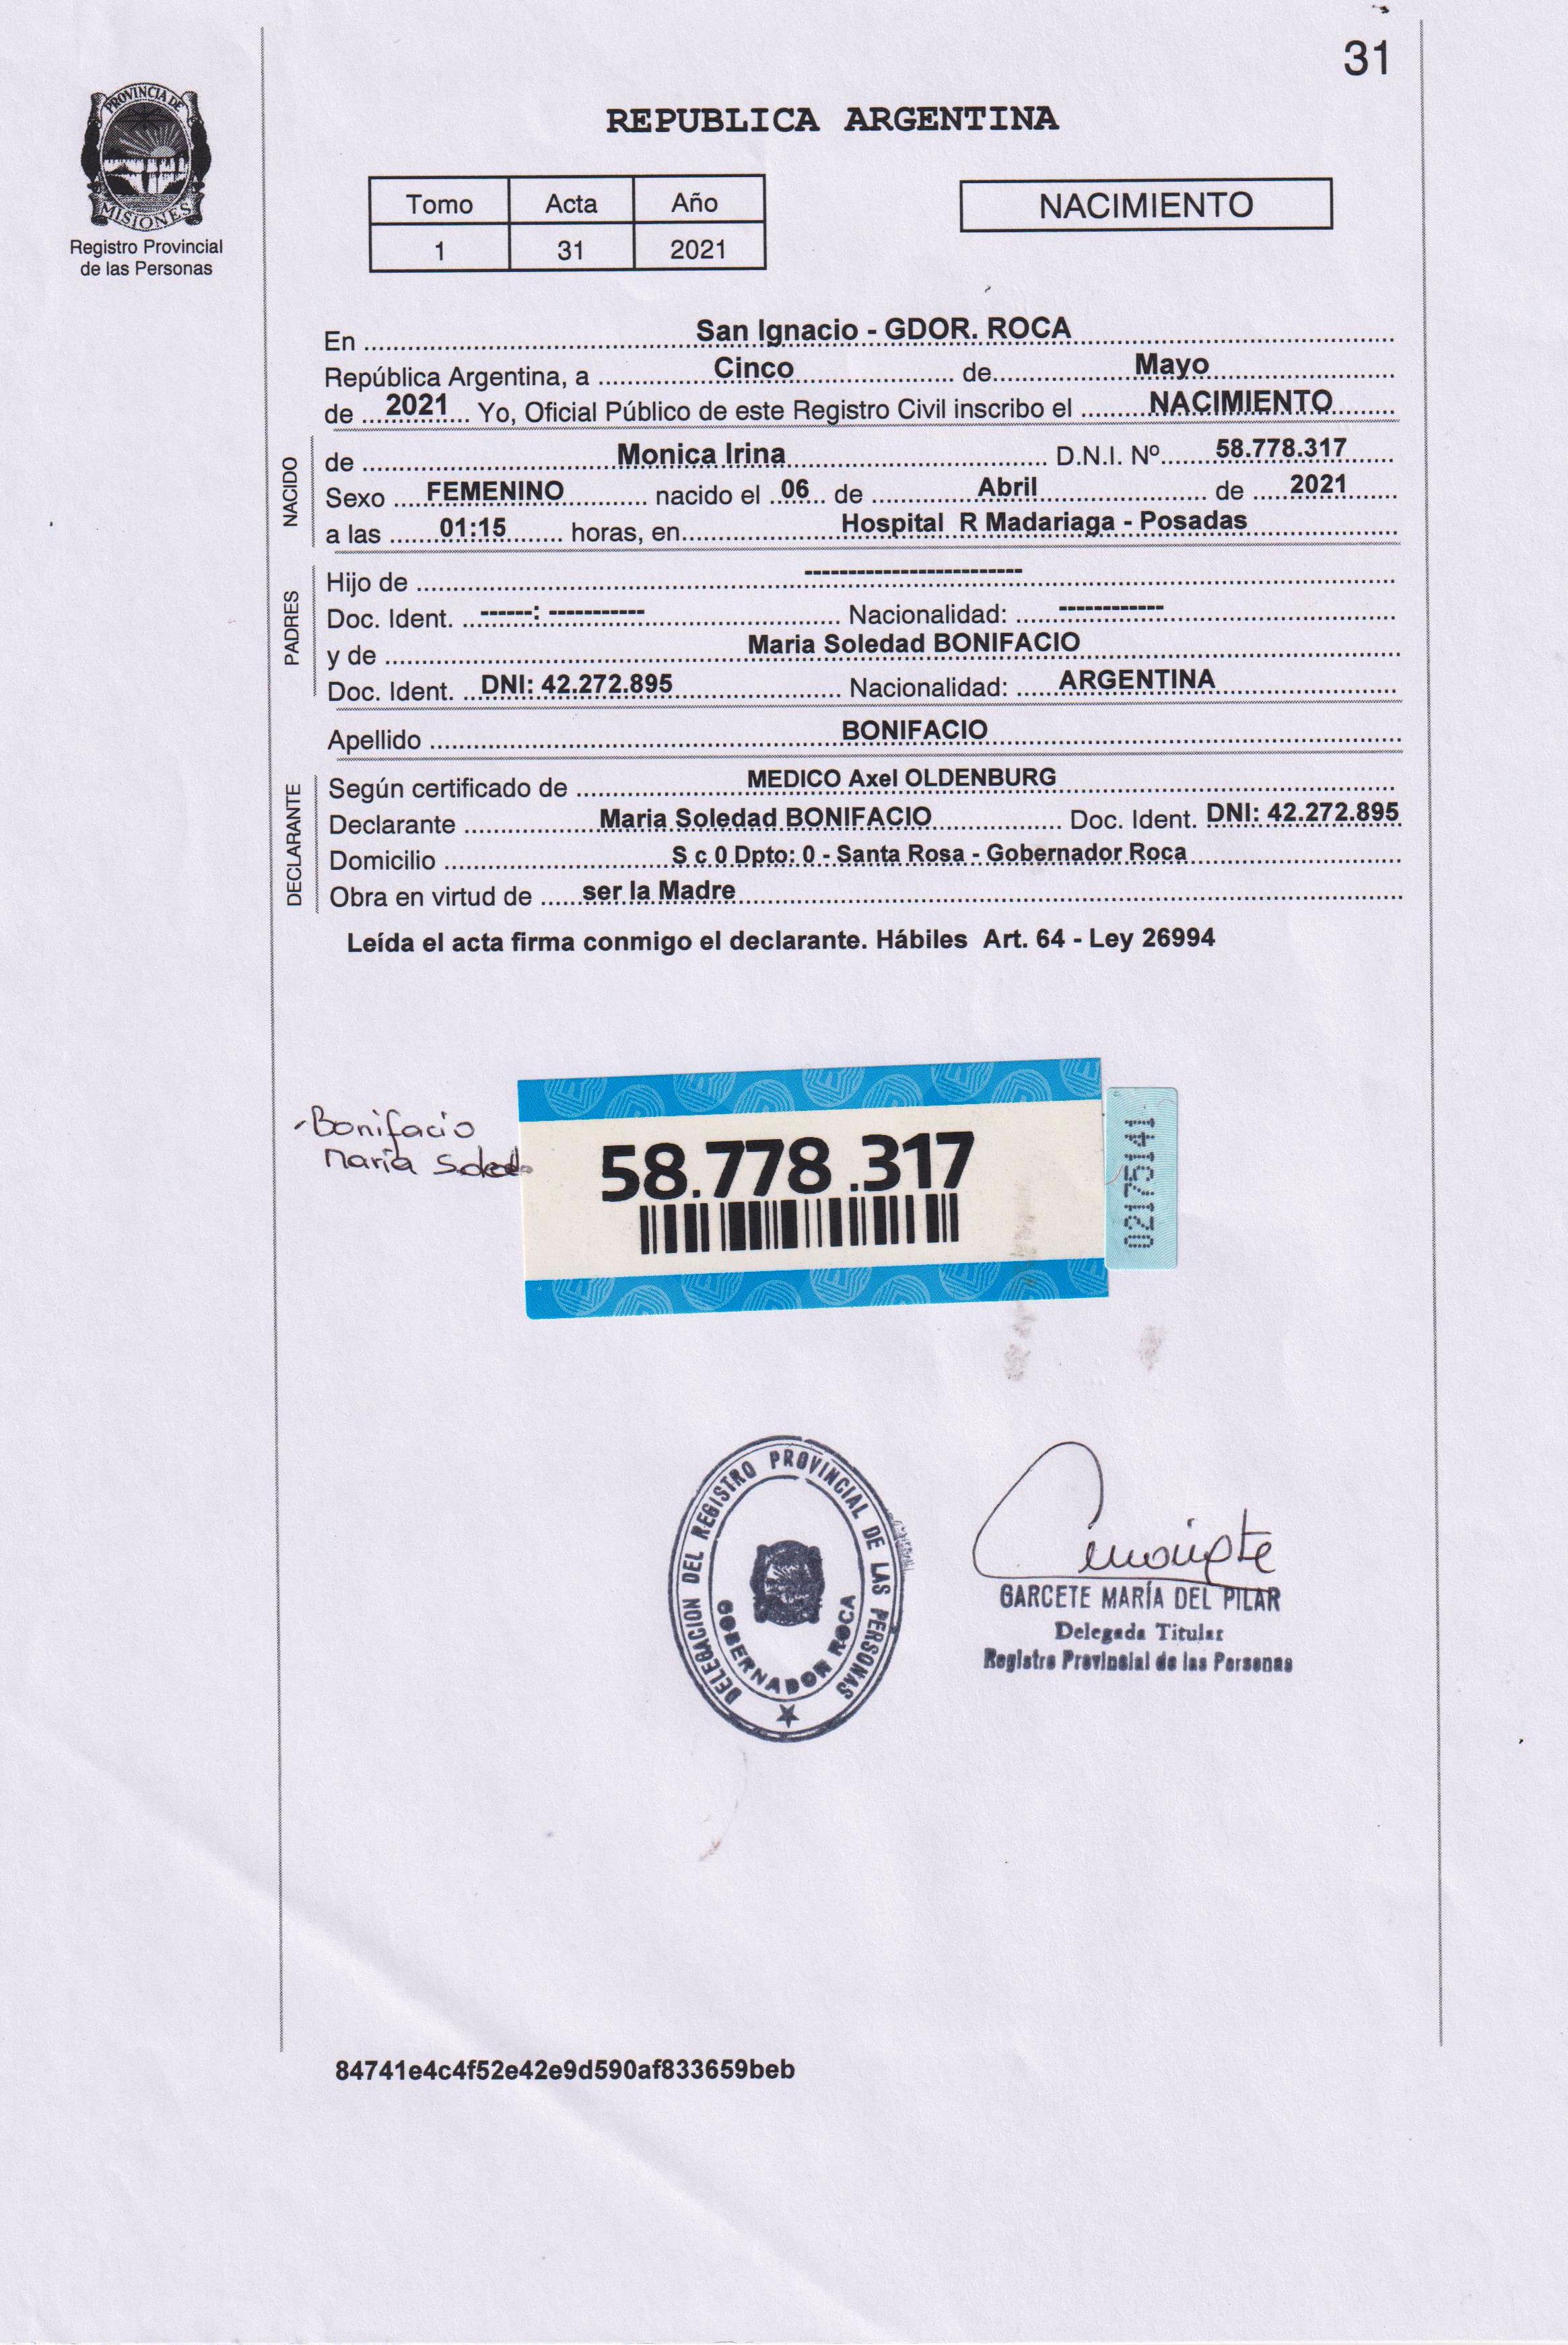 31
PROVINCIA DE
MISIONES
Registro Provincial
de las Personas
REPUBLICA ARGENTINA
Tomo Acta Año
1 31 2021
NACIMIENTO
En San Ignacio - GDOR. ROCA
República Argentina, a Cinco de Mayo
de 2021 Yo, Oficial Público de este Registro Civil inscribo el NACIMIENTO
NACIDO
de Monica Irina D.N.I. Nº 58.778.317
Sexo FEMENINO nacido el 06 de Abril de 2021
a las 01:15 horas, en Hospital R Madariaga - Posadas
PADRES
Hijo de -------------------------
Doc. Ident. ------: ----------- Nacionalidad: ------------
y de Maria Soledad BONIFACIO
Doc. Ident. DNI: 42.272.895 Nacionalidad: ARGENTINA
Apellido BONIFACIO
DECLARANTE
Según certificado de MEDICO Axel OLDENBURG
Declarante Maria Soledad BONIFACIO Doc. Ident. DNI: 42.272.895
Domicilio S c 0 Dpto: 0 - Santa Rosa - Gobernador Roca
Obra en virtud de ser la Madre
Leída el acta firma conmigo el declarante. Hábiles Art. 64 - Ley 26994
Bonifacio
Maria
58.778.317
02175141
DELEGACION DEL REGISTRO PROVINCIAL DE LAS PERSONAS
GOBERNADOR ROCA
GARCETE MARÍA DEL PILAR
Delegada Titular
Registro Provincial de las Personas
84741e4c4f52e42e9d590af833659beb